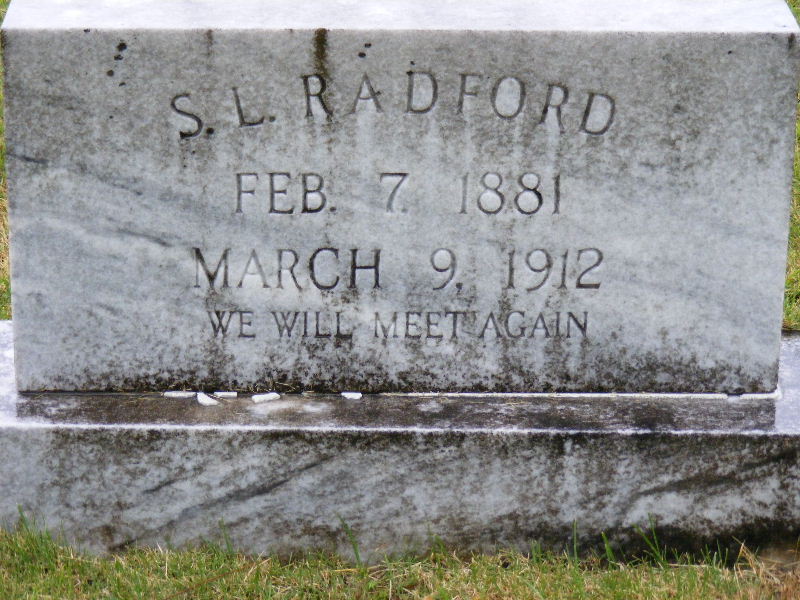 S. L. RADFORD
FEB. 7, 1881
MARCH 9, 1912
WE WILL MEET AGAIN